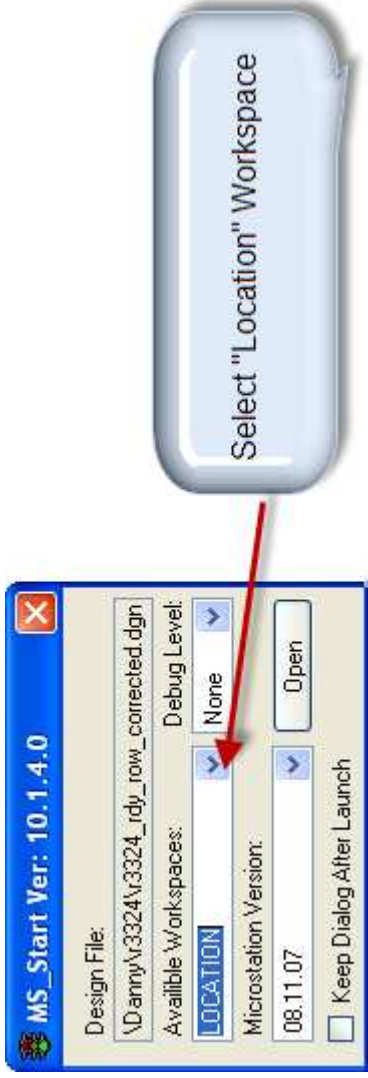 MS_Start Ver: 10.1.4.0
Design File:
\Danny\r3324\r3324_rdy_row_corrected.dgn
Availible Workspaces:
Debug Level:
LOCATION
None
Microstation Version:
08.11.07
Open
Keep Dialog After Launch
Select "Location" Workspace